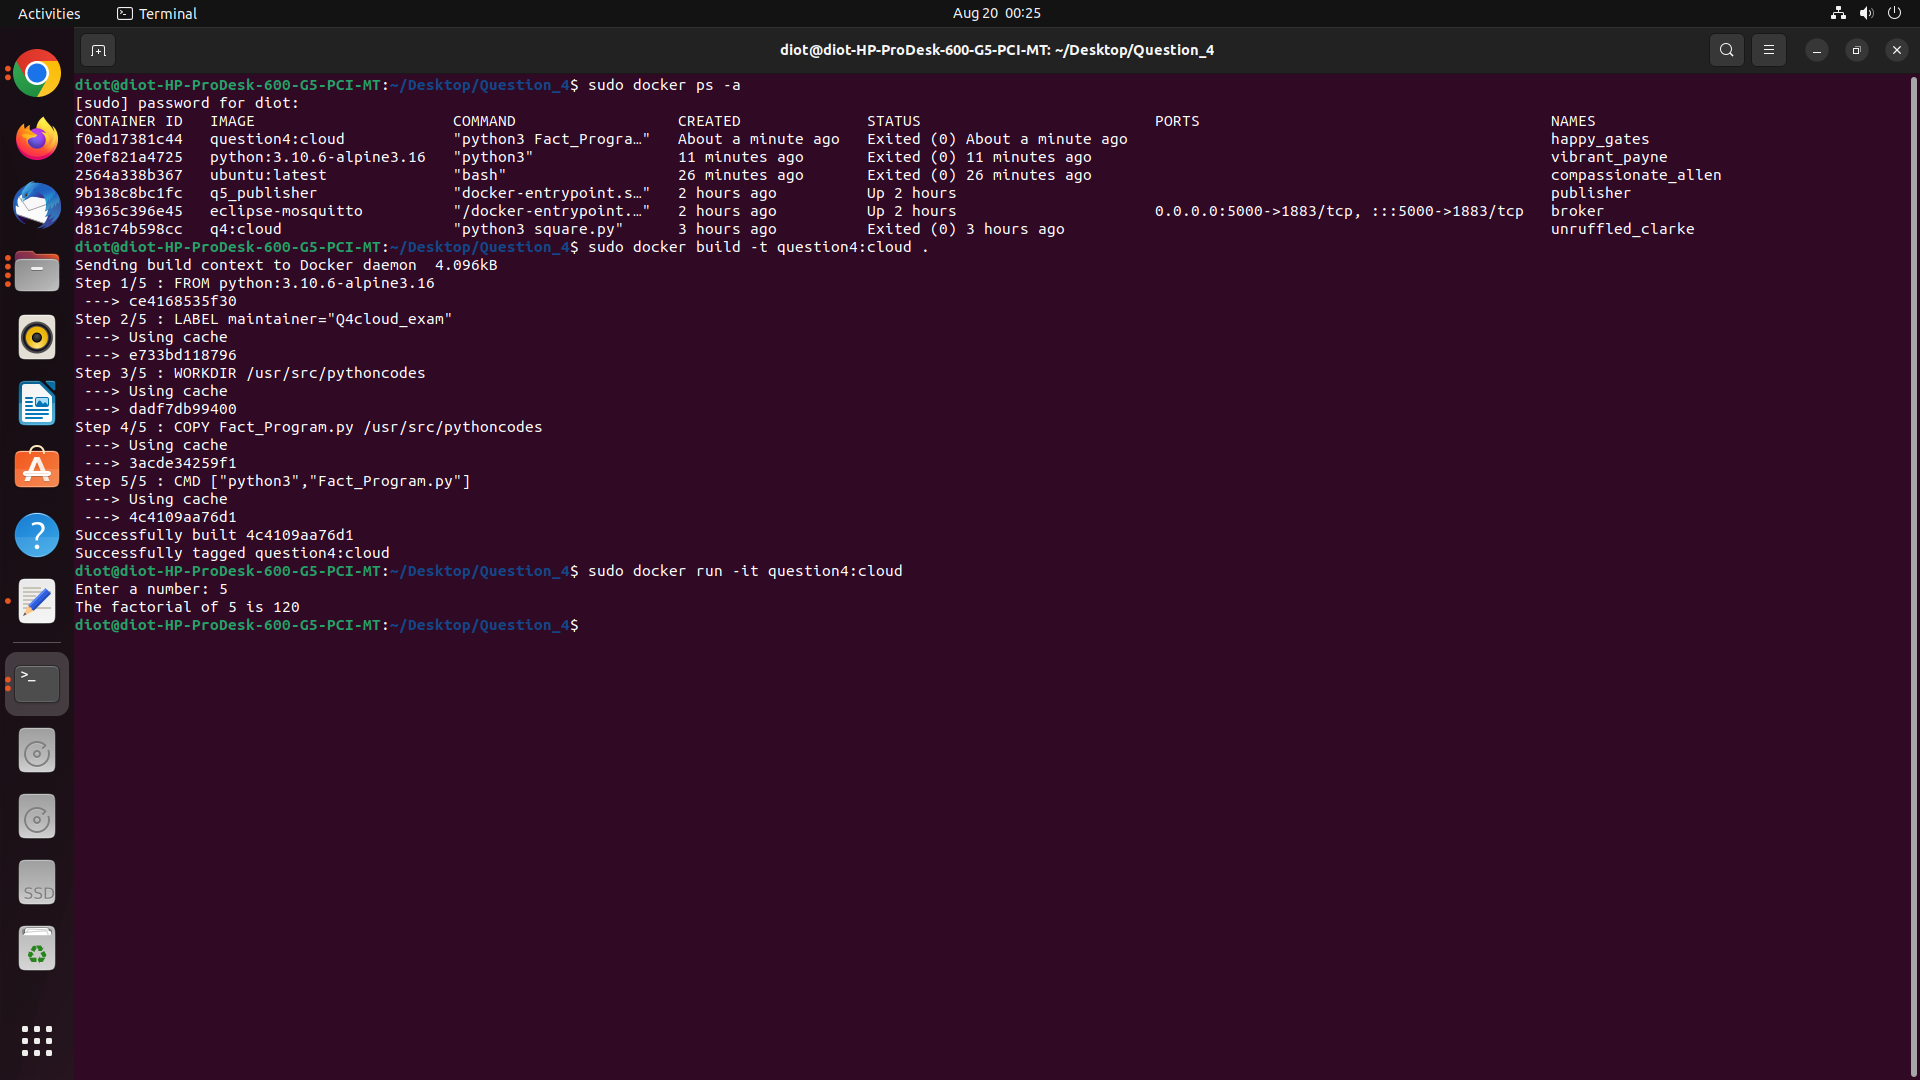 Activities
Terminal
Aug 20 00:25
diot@diot-HP-ProDesk-600-G5-PCI-MT: ~/Desktop/Question_4
diot@diot-HP-ProDesk-600-G5-PCI-MT:~/Desktop/Question_4$ sudo docker ps -a
[sudo] password for diot:
CONTAINER ID   IMAGE                     COMMAND                  CREATED              STATUS                          PORTS                                       NAMES
f0ad17381c44   question4:cloud           "python3 Fact_Progra…"   About a minute ago   Exited (0) About a minute ago                                               happy_gates
20ef821a4725   python:3.10.6-alpine3.16  "python3"                11 minutes ago       Exited (0) 11 minutes ago                                                   vibrant_payne
2564a338b367   ubuntu:latest             "bash"                   26 minutes ago       Exited (0) 26 minutes ago                                                   compassionate_allen
9b138c8bc1fc   q5_publisher              "docker-entrypoint.s…"   2 hours ago          Up 2 hours                                                                  publisher
49365c396e45   eclipse-mosquitto         "/docker-entrypoint.…"   2 hours ago          Up 2 hours                      0.0.0.0:5000->1883/tcp, :::5000->1883/tcp   broker
d81c74b598cc   q4:cloud                  "python3 square.py"      3 hours ago          Exited (0) 3 hours ago                                                      unruffled_clarke
diot@diot-HP-ProDesk-600-G5-PCI-MT:~/Desktop/Question_4$ sudo docker build -t question4:cloud .
Sending build context to Docker daemon  4.096kB
Step 1/5 : FROM python:3.10.6-alpine3.16
 ---> ce4168535f30
Step 2/5 : LABEL maintainer="Q4cloud_exam"
 ---> Using cache
 ---> e733bd118796
Step 3/5 : WORKDIR /usr/src/pythoncodes
 ---> Using cache
 ---> dadf7db99400
Step 4/5 : COPY Fact_Program.py /usr/src/pythoncodes
 ---> Using cache
 ---> 3acde34259f1
Step 5/5 : CMD ["python3","Fact_Program.py"]
 ---> Using cache
 ---> 4c4109aa76d1
Successfully built 4c4109aa76d1
Successfully tagged question4:cloud
diot@diot-HP-ProDesk-600-G5-PCI-MT:~/Desktop/Question_4$ sudo docker run -it question4:cloud
Enter a number: 5
The factorial of 5 is 120
diot@diot-HP-ProDesk-600-G5-PCI-MT:~/Desktop/Question_4$
>_
SSD